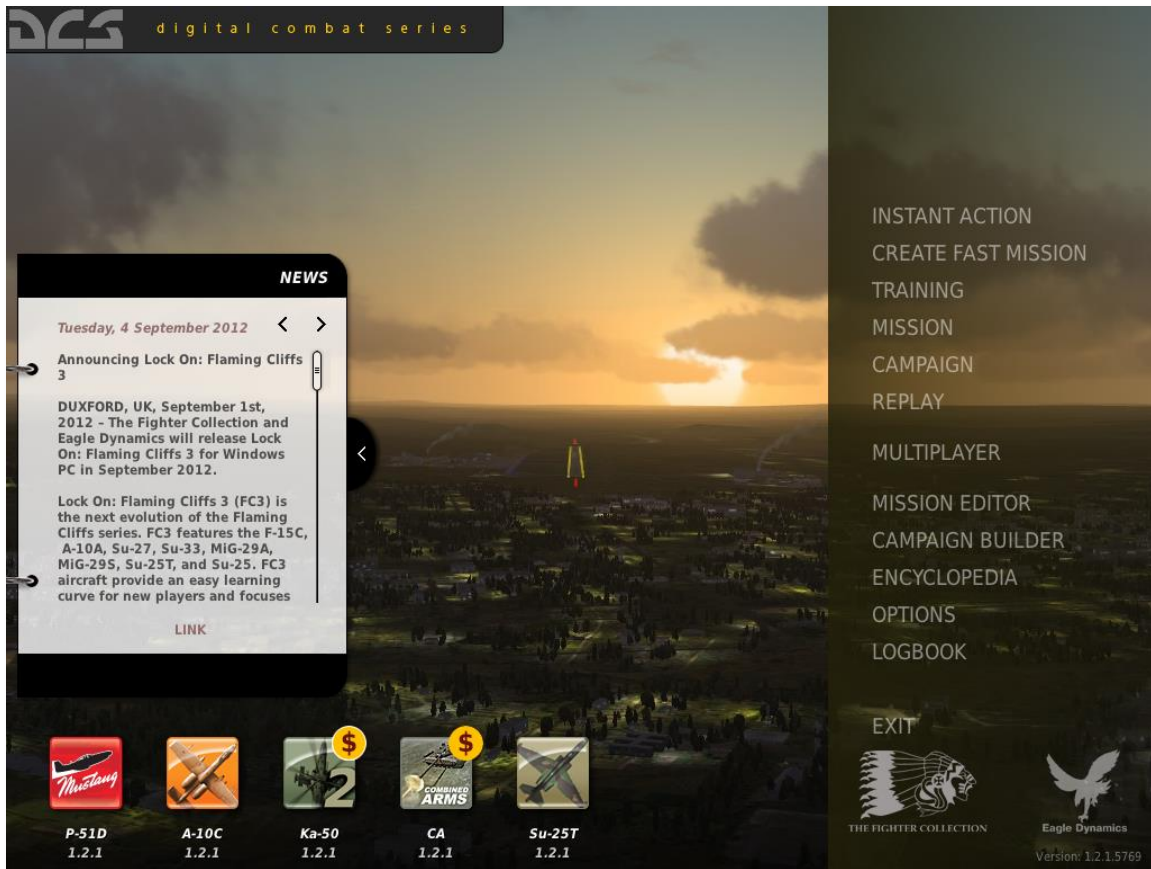 DCS
digital combat series
NEWS
Tuesday, 4 September 2012
Announcing Lock On: Flaming Cliffs
3
DUXFORD, UK, September 1st,
2012 – The Fighter Collection and
Eagle Dynamics will release Lock
On: Flaming Cliffs 3 for Windows
PC in September 2012.
Lock On: Flaming Cliffs 3 (FC3) is
the next evolution of the Flaming
Cliffs series. FC3 features the F-15C,
A-10A, Su-27, Su-33, MiG-29A,
MiG-29S, Su-25T, and Su-25. FC3
aircraft provide an easy learning
curve for new players and focuses
LINK
INSTANT ACTION
CREATE FAST MISSION
TRAINING
MISSION
CAMPAIGN
REPLAY
MULTIPLAYER
MISSION EDITOR
CAMPAIGN BUILDER
ENCYCLOPEDIA
OPTIONS
LOGBOOK
EXIT
Mustang
2
$
COMBINED
ARMS
$
P-51D
1.2.1
A-10C
1.2.1
Ka-50
1.2.1
CA
1.2.1
Su-25T
1.2.1
THE FIGHTER COLLECTION
Eagle Dynamics
Version: 1.2.1.5769